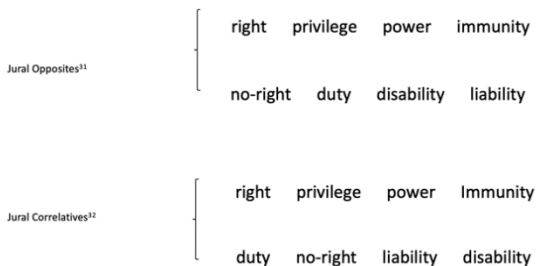 right privilege power immunity
Jural Opposites³¹
no-right duty disability liability
right privilege power Immunity
Jural Correlatives³²
duty no-right liability disability